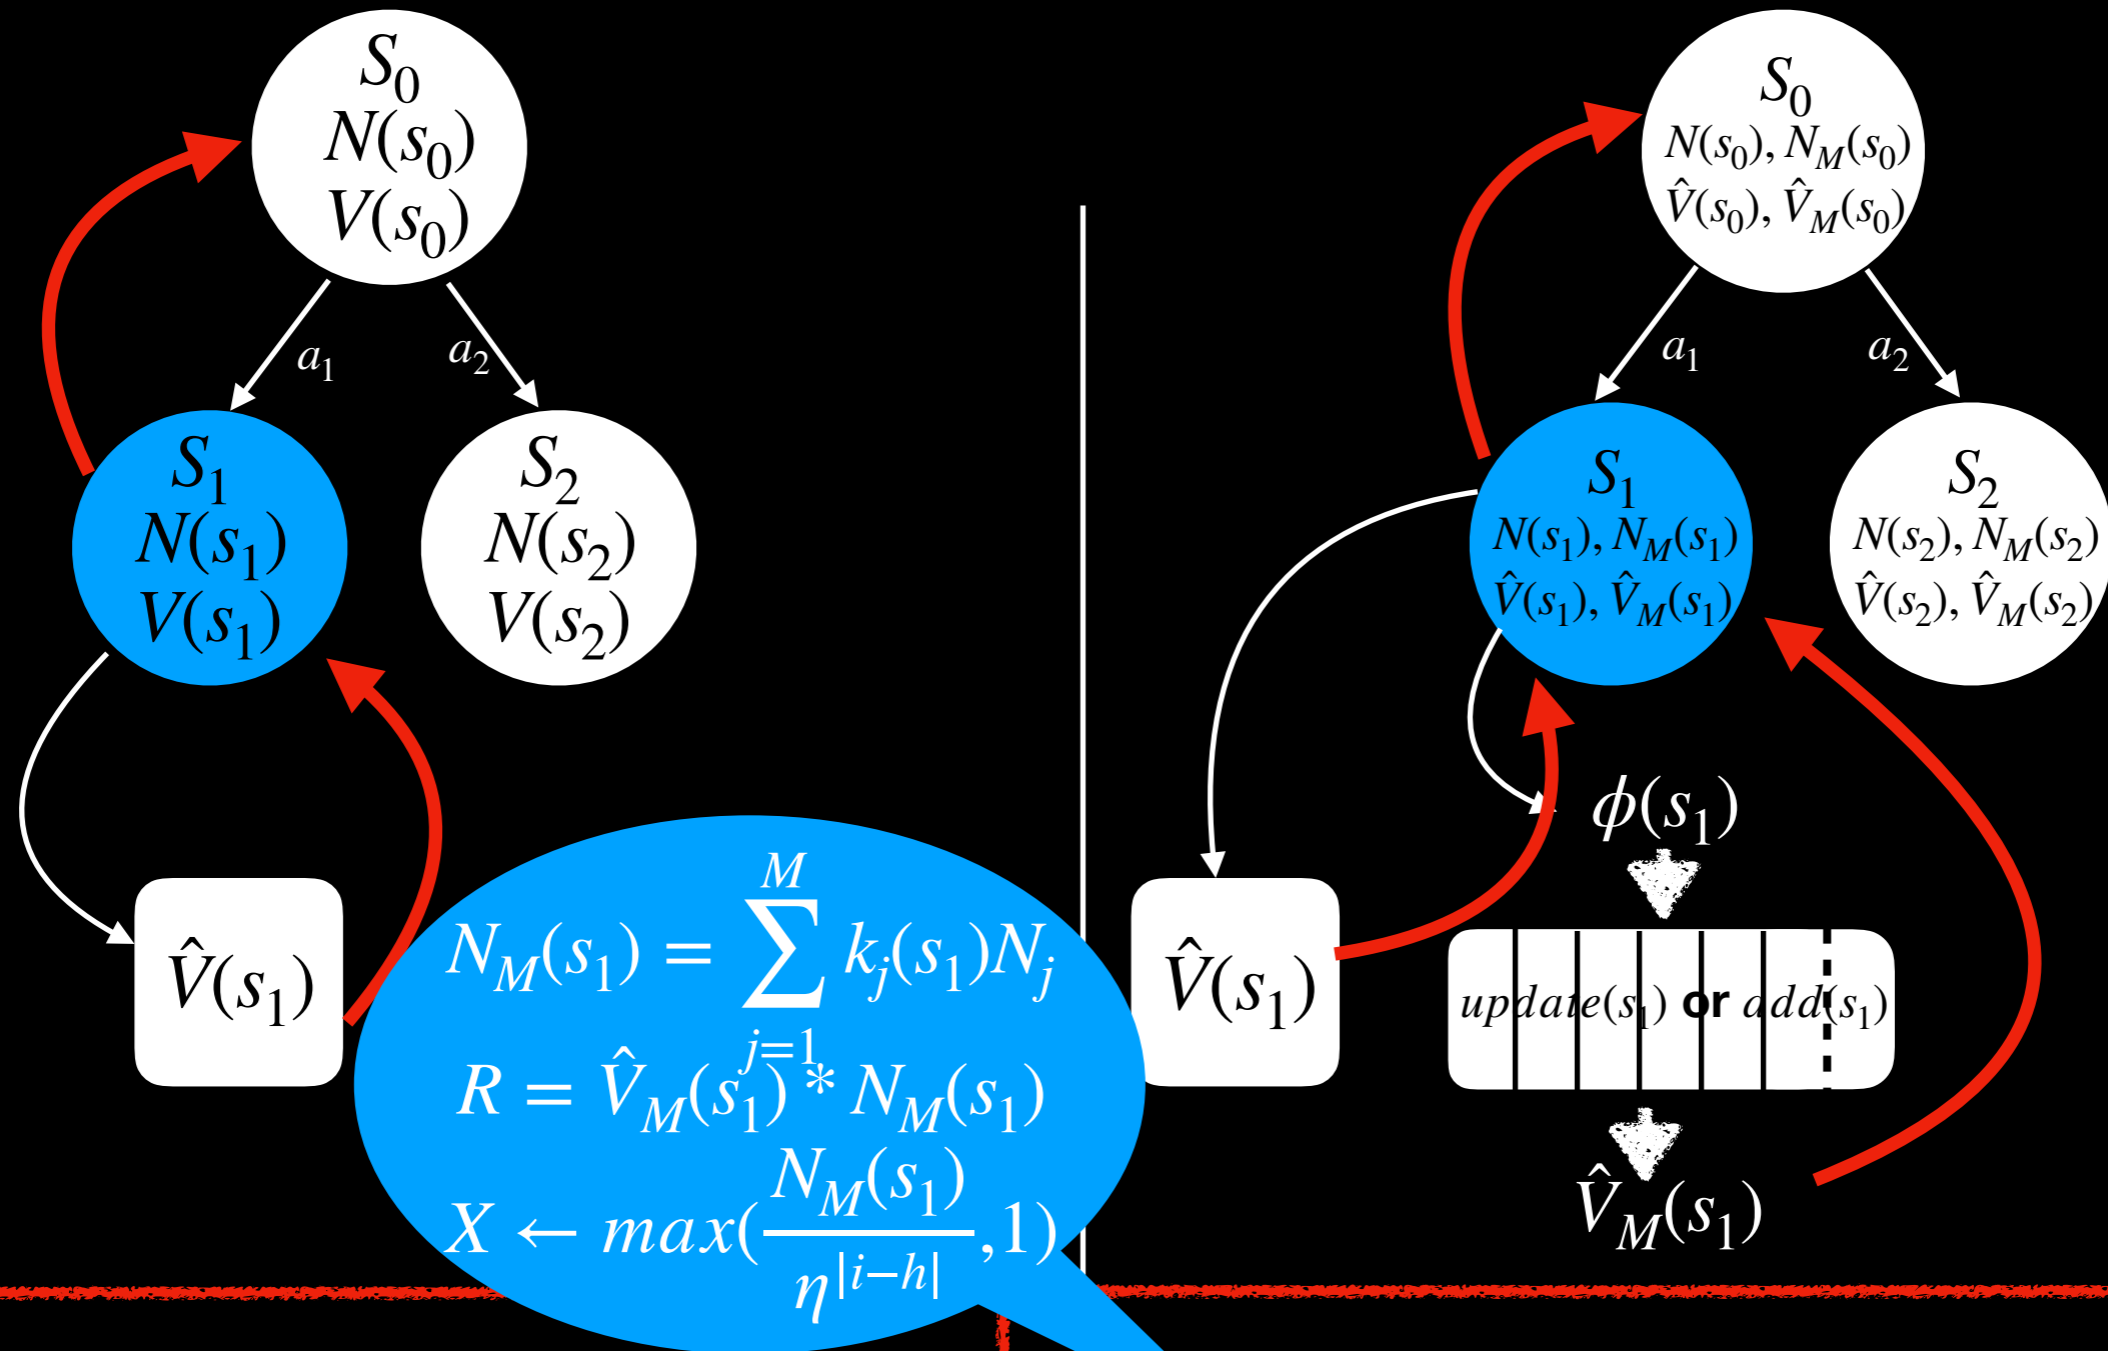 S₀
N(s₀)
V(s₀)
a₁
a₂
S₁
N(s₁)
V(s₁)
S₂
N(s₂)
V(s₂)
V̂(s₁)
N_M(s₁) = ∑_{j=1}^{M} k_j(s₁)N_j
R = V̂_M(s₁) * N_M(s₁)
X ← max(N_M(s₁)/η^{|i−h|},1)
S₀
N(s₀), N_M(s₀)
V̂(s₀), V̂_M(s₀)
a₁
a₂
S₁
N(s₁), N_M(s₁)
V̂(s₁), V̂_M(s₁)
S₂
N(s₂), N_M(s₂)
V̂(s₂), V̂_M(s₂)
ϕ(s₁)
V̂(s₁)
update(s₁) or add(s₁)
V̂_M(s₁)